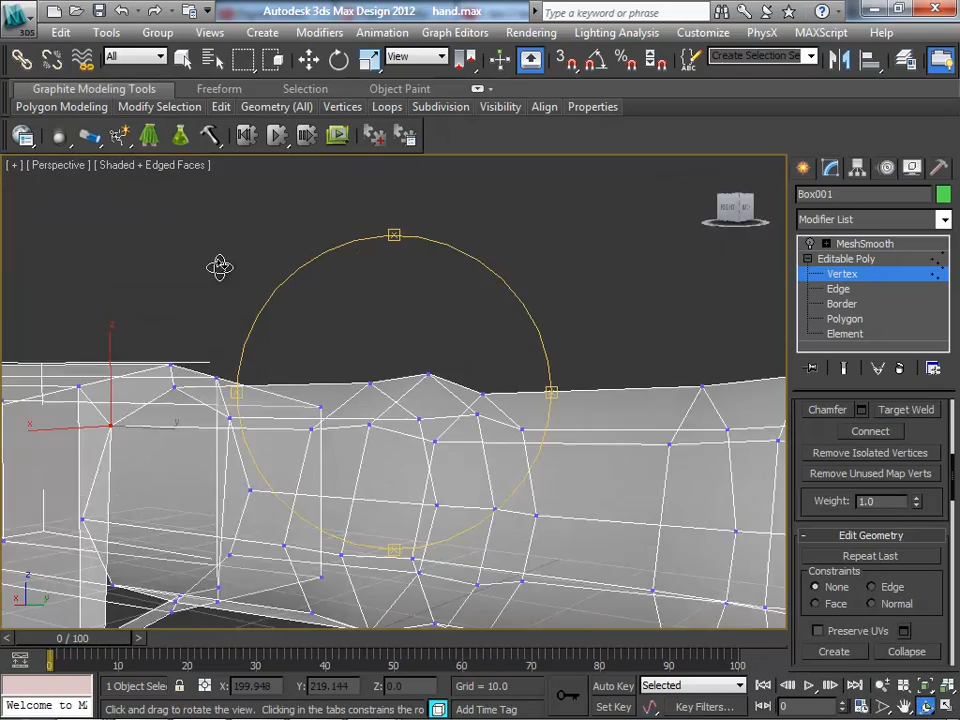 Autodesk 3ds Max Design 2012 hand.max
Type a keyword or phrase
3DS
Edit Tools Group Views Create Modifiers Animation Graph Editors Rendering Lighting Analysis Customize PhysX MAXScript Help
All View 3 Create Selection Se
Graphite Modeling Tools Freeform Selection Object Paint
Polygon Modeling Modify Selection Edit Geometry (All) Vertices Loops Subdivision Visibility Align Properties
[ + ] [ Perspective ] [ Shaded + Edged Faces ]
RIGHT
Box001
Modifier List
MeshSmooth
Editable Poly
Vertex
Edge
Border
Polygon
Element
z
x
y
Chamfer Target Weld
Connect
Remove Isolated Vertices
Remove Unused Map Verts
Weight: 1.0
- Edit Geometry
Repeat Last
Constraints
None Edge
Face Normal
Preserve UVs
Create Collapse
z
x y
< 0 / 100 >
0 10 20 30 40 50 60 70 80 90 100
1 Object Selec X: 199.948 Y: 219.144 Z: 0.0 Grid = 10.0 Auto Key Selected
Welcome to M Click and drag to rotate the view. Clicking in the tabs constrains the ro Add Time Tag Set Key Key Filters... 0